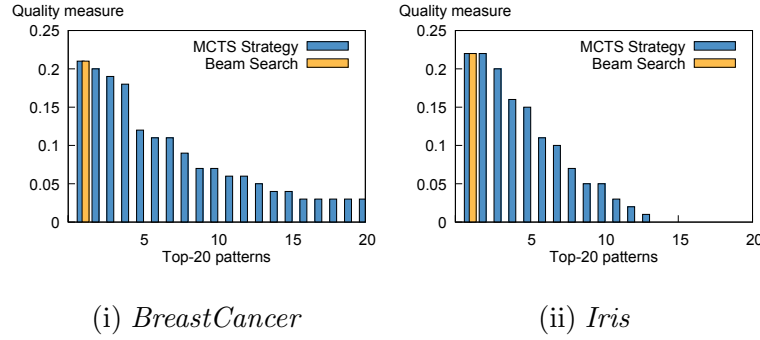 Quality measure
0.25
0.2
0.15
0.1
0.05
0
MCTS Strategy
Beam Search
5 10 15 20
Top-20 patterns
(i) BreastCancer
Quality measure
0.25
0.2
0.15
0.1
0.05
0
MCTS Strategy
Beam Search
5 10 15 20
Top-20 patterns
(ii) Iris